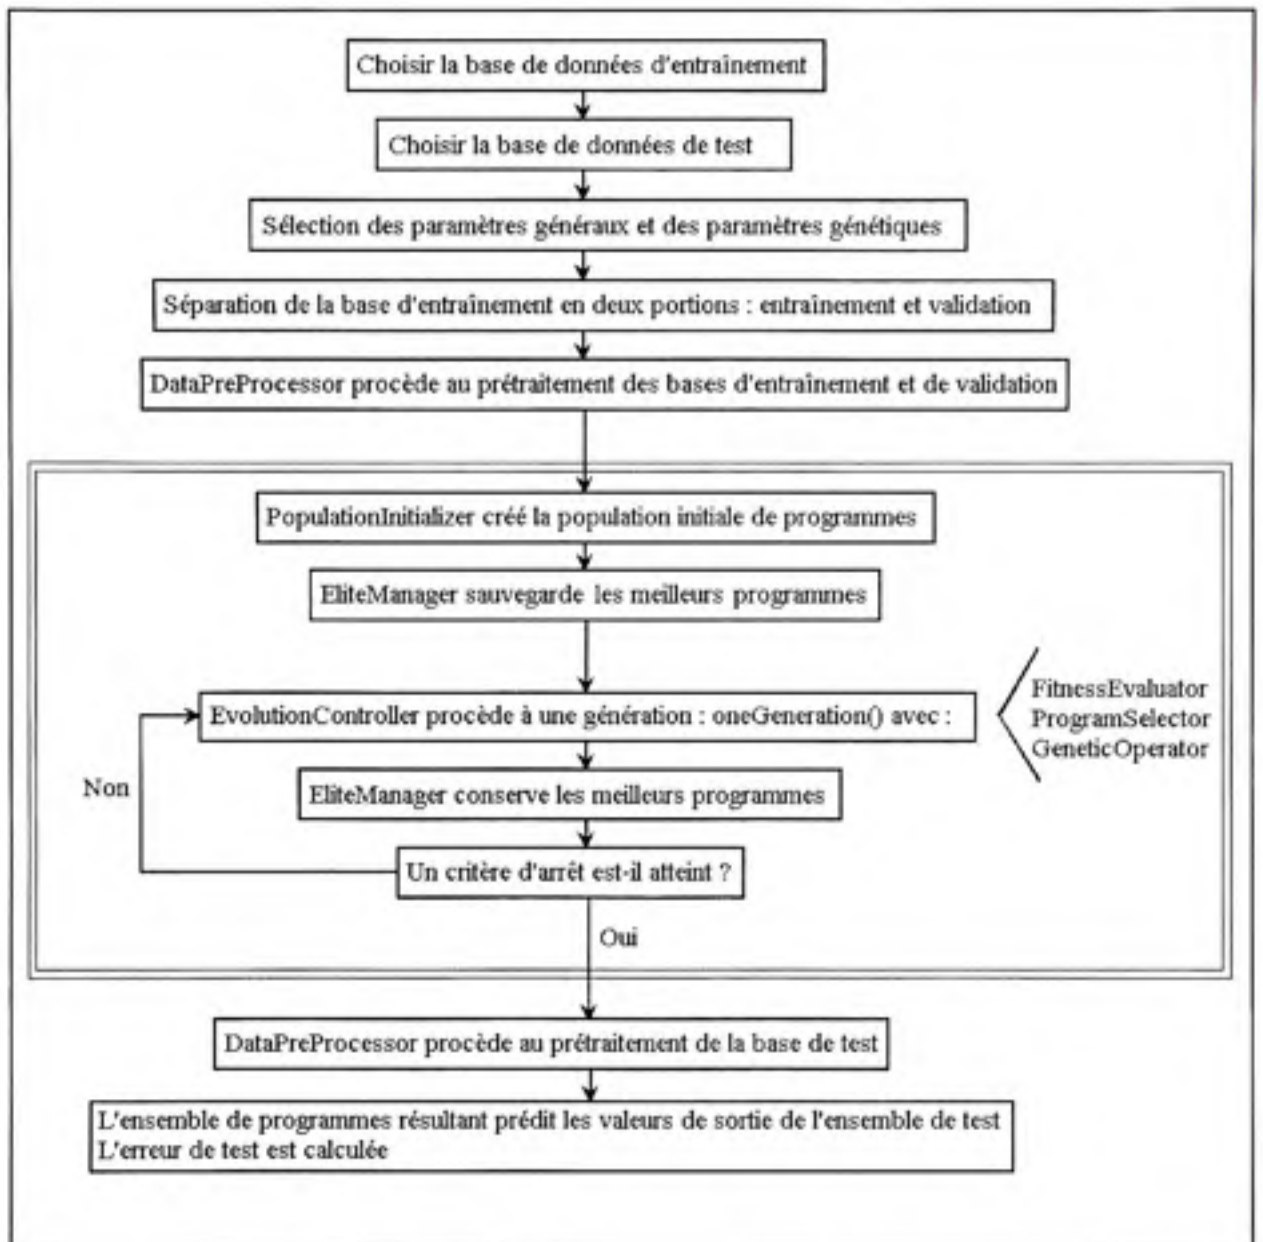 Choisir la base de données d'entraînement
Choisir la base de données de test
Sélection des paramètres généraux et des paramètres génétiques
Séparation de la base d'entraînement en deux portions : entraînement et validation
DataPreProcessor procède au prétraitement des bases d'entraînement et de validation
PopulationInitializer créé la population initiale de programmes
EliteManager sauvegarde les meilleurs programmes
EvolutionController procède à une génération : oneGeneration() avec :
FitnessEvaluator
ProgramSelector
GeneticOperator
Non
EliteManager conserve les meilleurs programmes
Un critère d'arrêt est-il atteint ?
Oui
DataPreProcessor procède au prétraitement de la base de test
L'ensemble de programmes résultant prédit les valeurs de sortie de l'ensemble de test
L'erreur de test est calculée